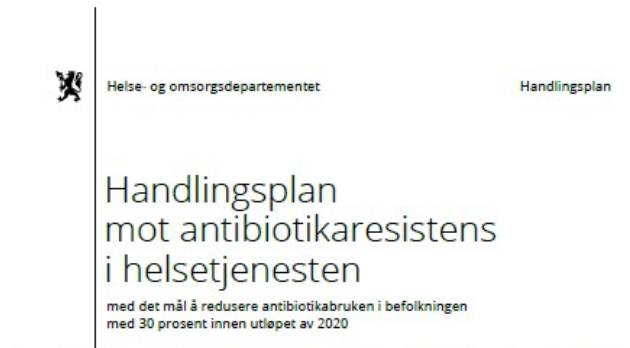 Helse- og omsorgsdepartementet
Handlingsplan
Handlingsplan
mot antibiotikaresistens
i helsetjenesten
med det mål å redusere antibiotikabruken i befolkningen
med 30 prosent innen utløpet av 2020